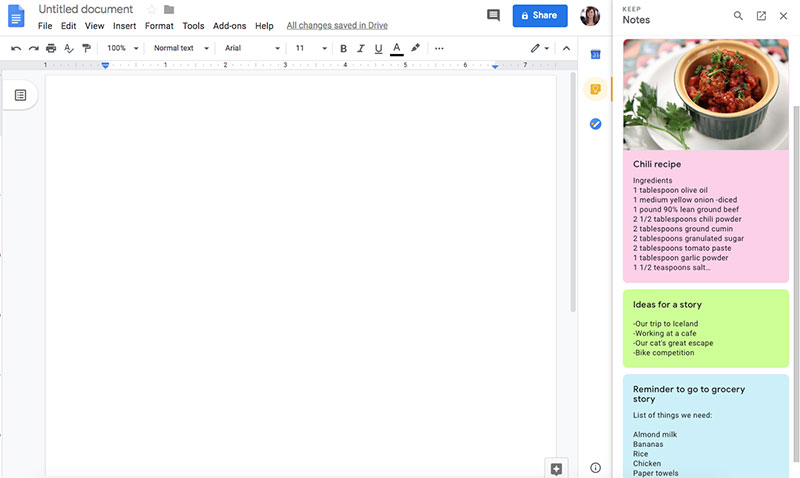 Untitled document
File Edit View Insert Format Tools Add-ons Help All changes saved in Drive
Share
100% Normal text Arial 11 B I U A
1 1 2 3 4 5 6 7
31
KEEP
Notes
Chili recipe
Ingredients
1 tablespoon olive oil
1 medium yellow onion -diced
1 pound 90% lean ground beef
2 1/2 tablespoons chili powder
2 tablespoons ground cumin
2 tablespoons granulated sugar
2 tablespoons tomato paste
1 tablespoon garlic powder
1 1/2 teaspoons salt…
Ideas for a story
-Our trip to Iceland
-Working at a cafe
-Our cat's great escape
-Bike competition
Reminder to go to grocery
story
List of things we need:
Almond milk
Bananas
Rice
Chicken
Paper towels